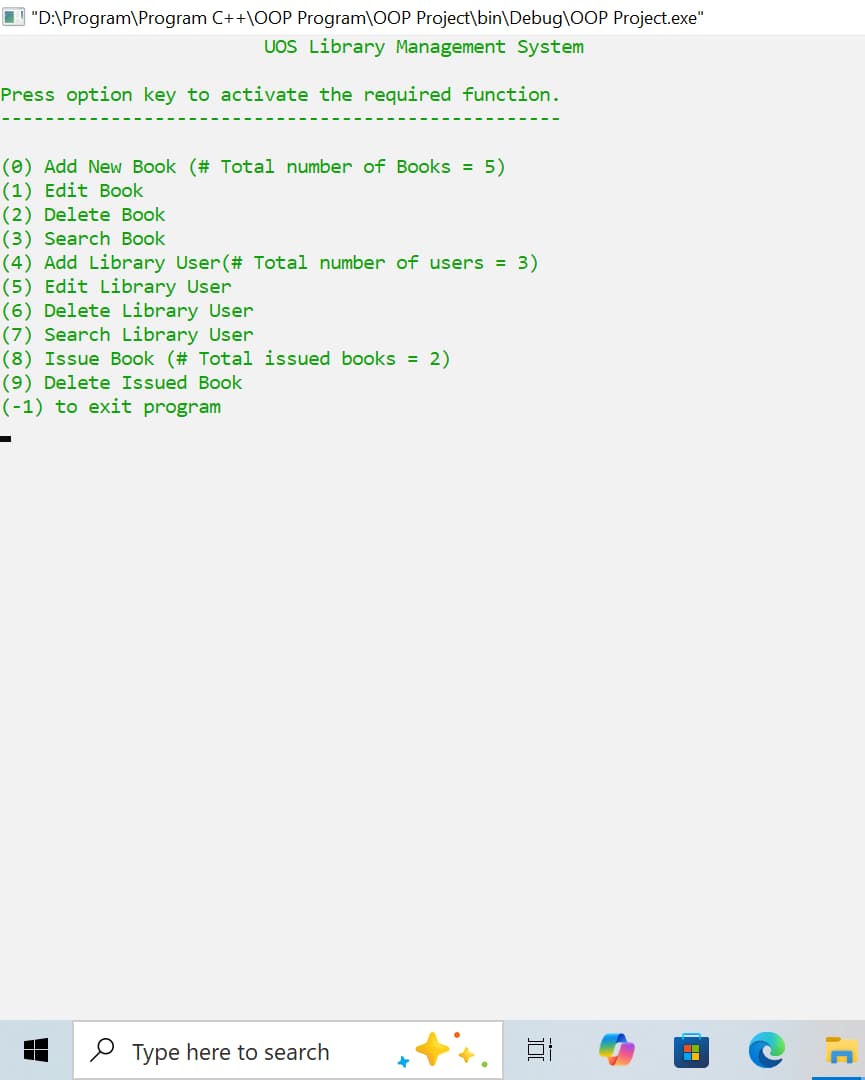 "D:\Program\Program C++\OOP Program\OOP Project\bin\Debug\OOP Project.exe"
UOS Library Management System
Press option key to activate the required function.
---------------------------------------------------
(0) Add New Book (# Total number of Books = 5)
(1) Edit Book
(2) Delete Book
(3) Search Book
(4) Add Library User(# Total number of users = 3)
(5) Edit Library User
(6) Delete Library User
(7) Search Library User
(8) Issue Book (# Total issued books = 2)
(9) Delete Issued Book
(-1) to exit program
Type here to search